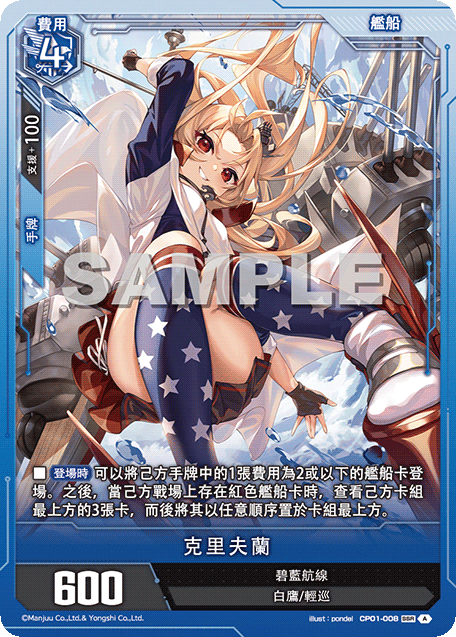 費用
艦船
4
支援+100
手牌
SAMPLE
■ 登場時 可以將己方手牌中的1張費用為2或以下的艦船卡登
場。之後，當己方戰場上存在紅色艦船卡時，查看己方卡組
最上方的3張卡，而後將其以任意順序置於卡組最上方。
克里夫蘭
600
碧藍航線
白鷹/輕巡
©Manjuu Co.,Ltd.& Yongshi Co.,Ltd.
illust : pondel CP01-008 SSR A